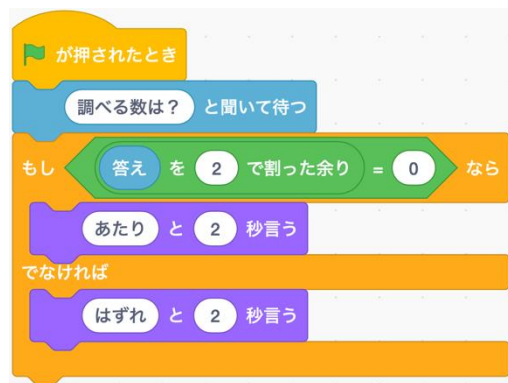 が押されたとき
調べる数は？ と聞いて待つ
もし 答え を 2 で割った余り = 0 なら
あたり と 2 秒言う
でなければ
はずれ と 2 秒言う